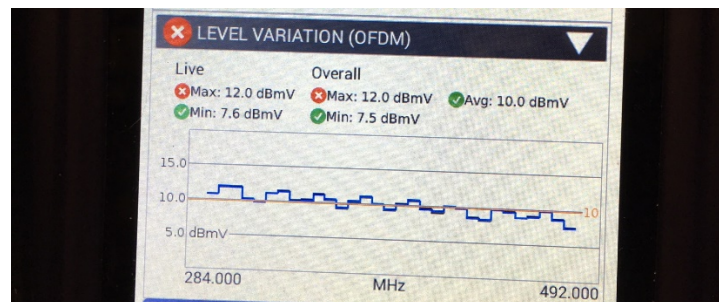 LEVEL VARIATION (OFDM)
Live
Overall
Max: 12.0 dBmV
Max: 12.0 dBmV
Avg: 10.0 dBmV
Min: 7.6 dBmV
Min: 7.5 dBmV
15.0
10.0
10
5.0 dBmV
284.000
MHz
492.000